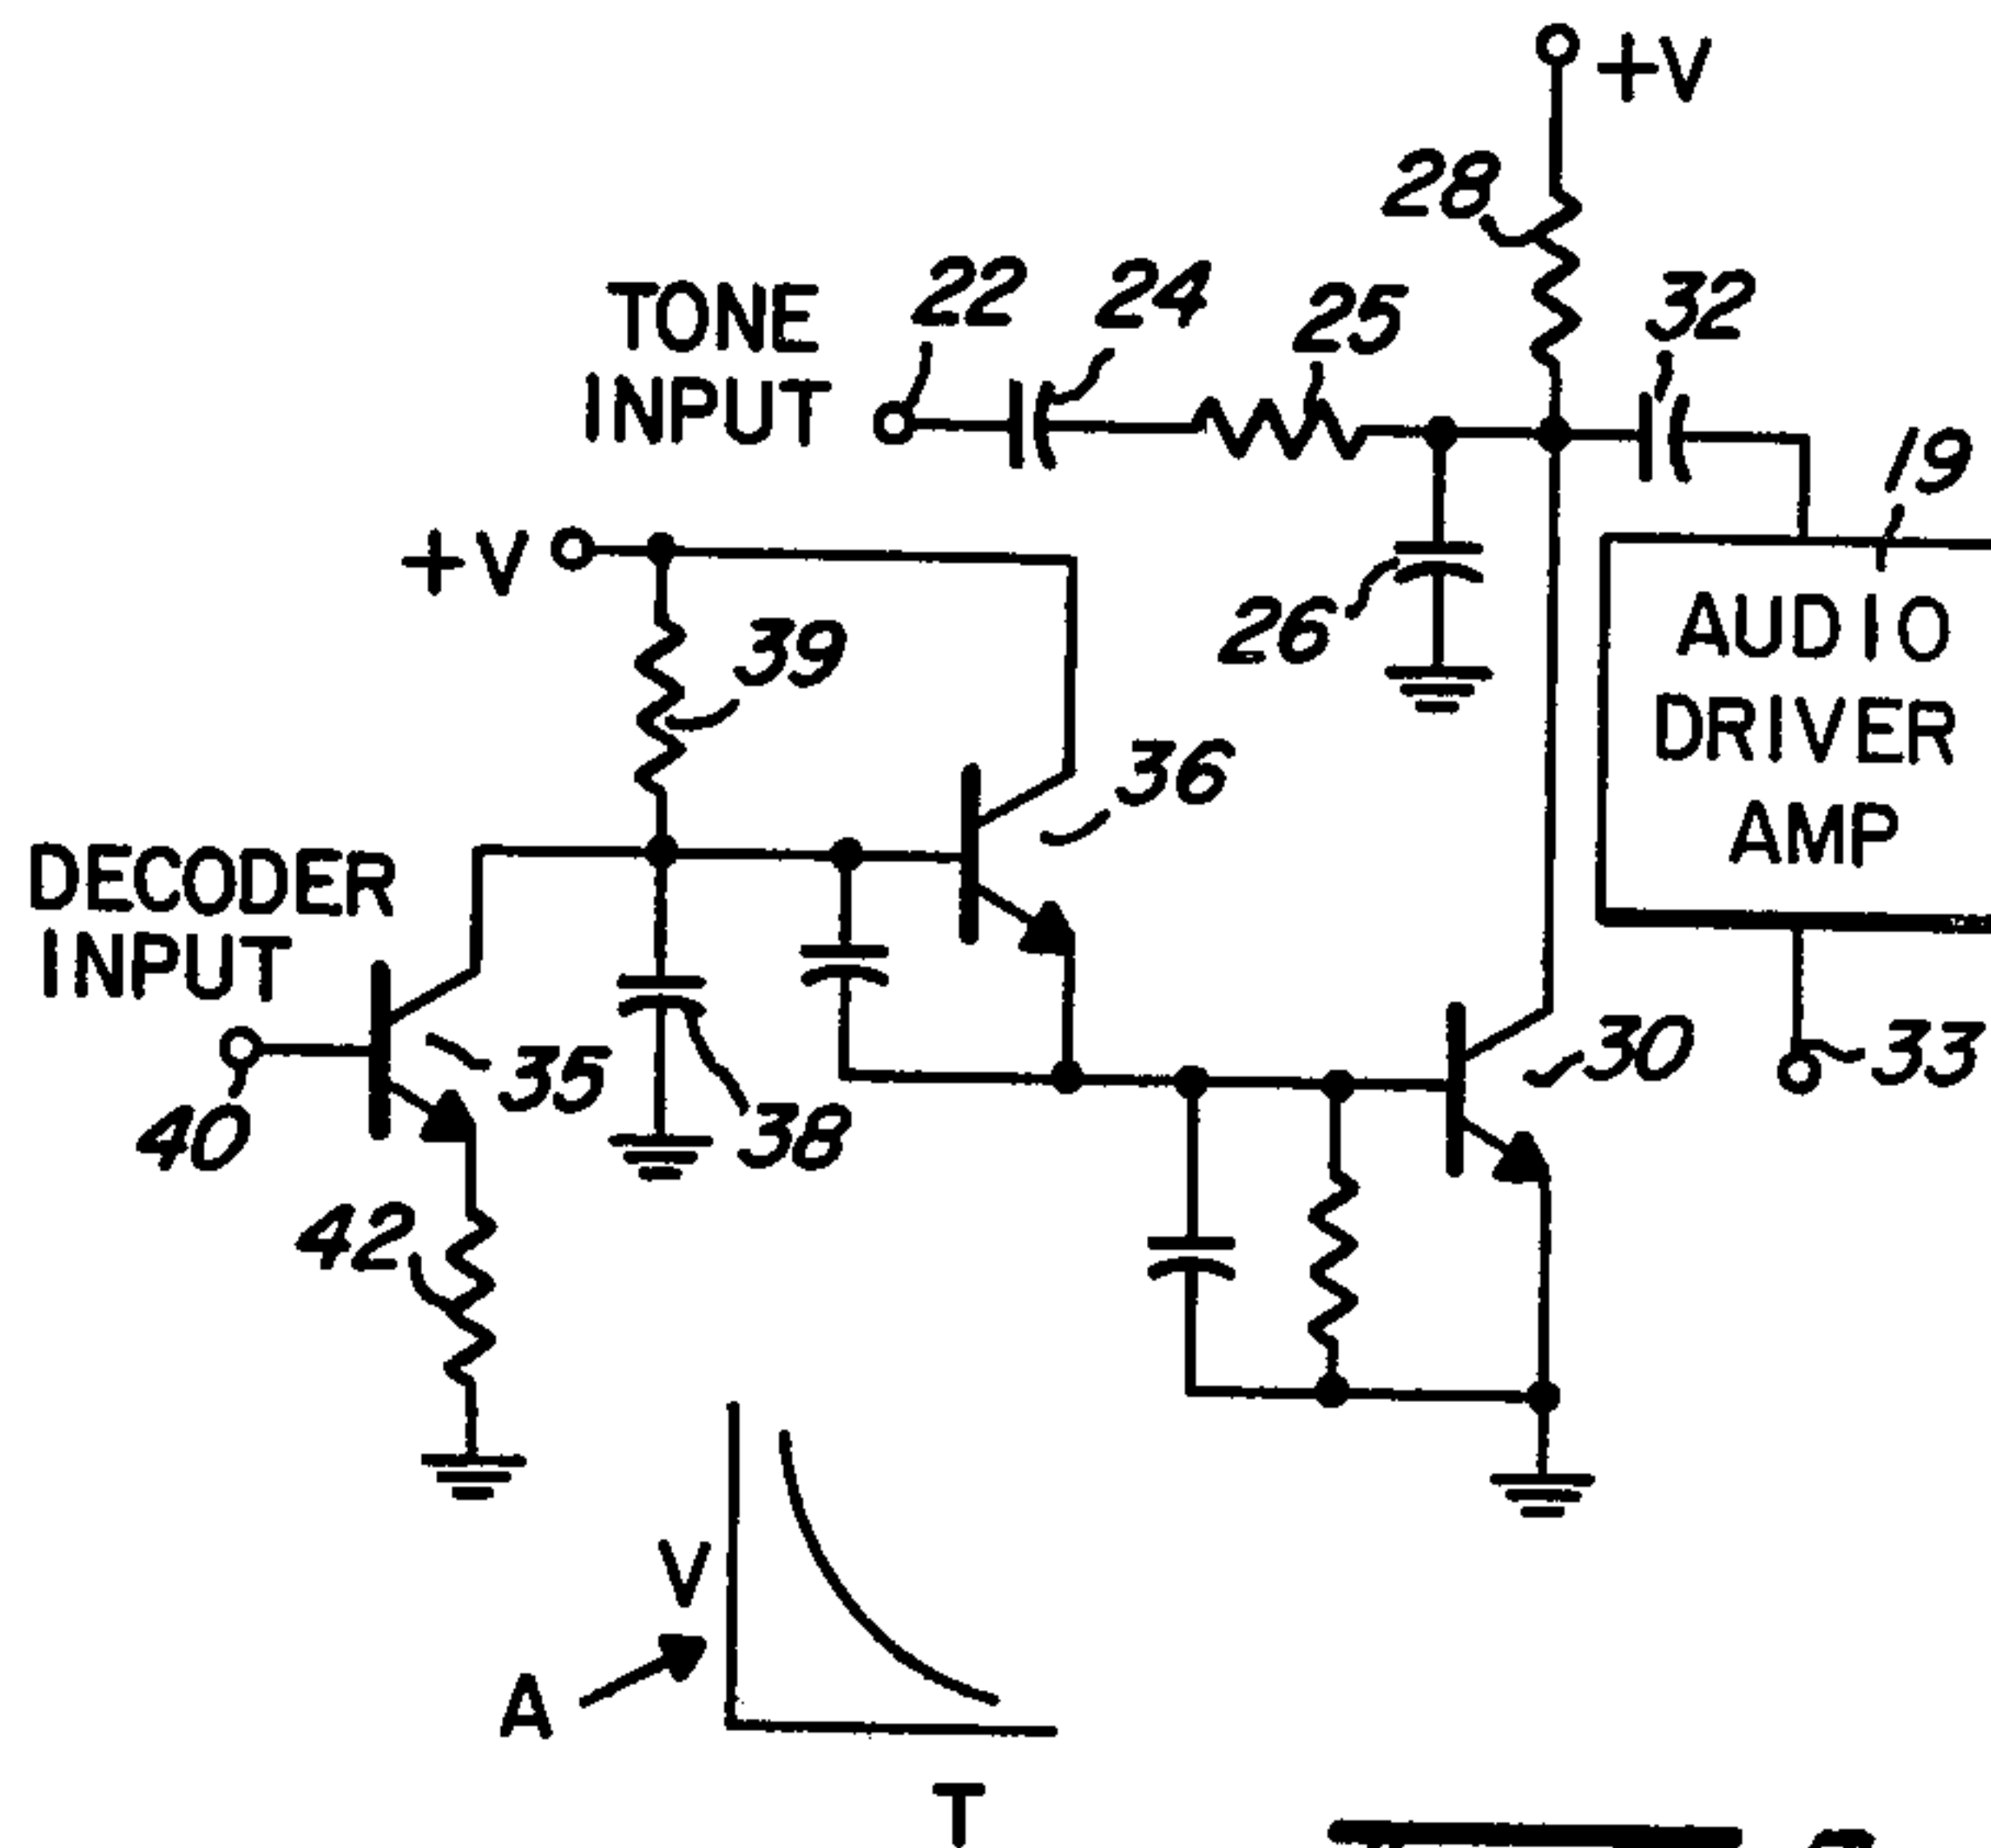 +V
28
TONE
INPUT
22
24
25
32
19
+V
26
39
AUDIO
DRIVER
AMP
36
DECODER
INPUT
40
35
38
30
33
42
V
A
T